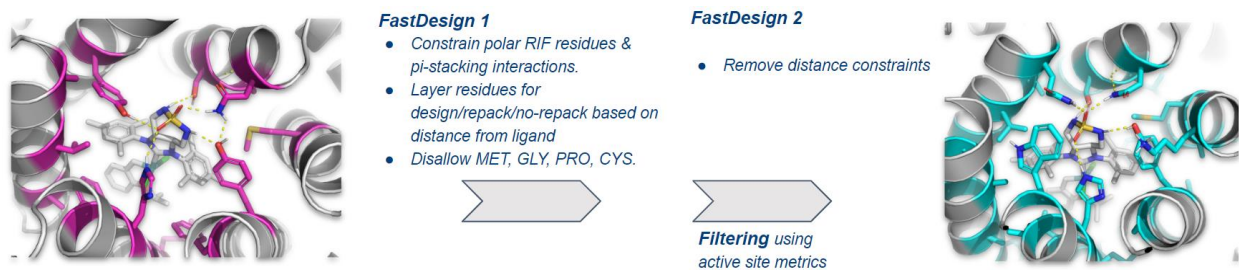 FastDesign 1
● Constrain polar RIF residues &
pi-stacking interactions.
● Layer residues for
design/repack/no-repack based on
distance from ligand
● Disallow MET, GLY, PRO, CYS.
FastDesign 2
● Remove distance constraints
Filtering using
active site metrics